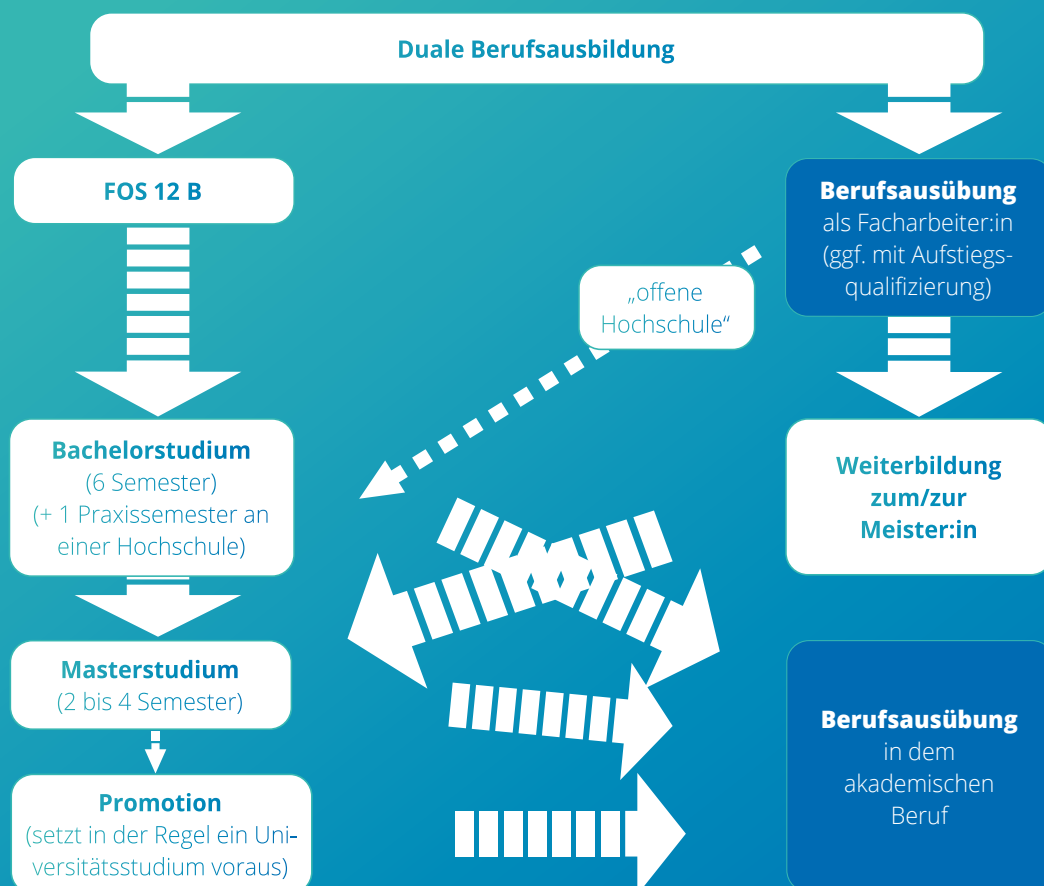 Duale Berufsausbildung
FOS 12 B
Berufsausübung
als Facharbeiter:in
(ggf. mit Aufstiegs-
qualifizierung)
„offene
Hochschule“
Bachelorstudium
(6 Semester)
(+ 1 Praxissemester an
einer Hochschule)
Weiterbildung
zum/zur
Meister:in
Masterstudium
(2 bis 4 Semester)
Berufsausübung
in dem
akademischen
Beruf
Promotion
(setzt in der Regel ein Uni-
versitätsstudium voraus)